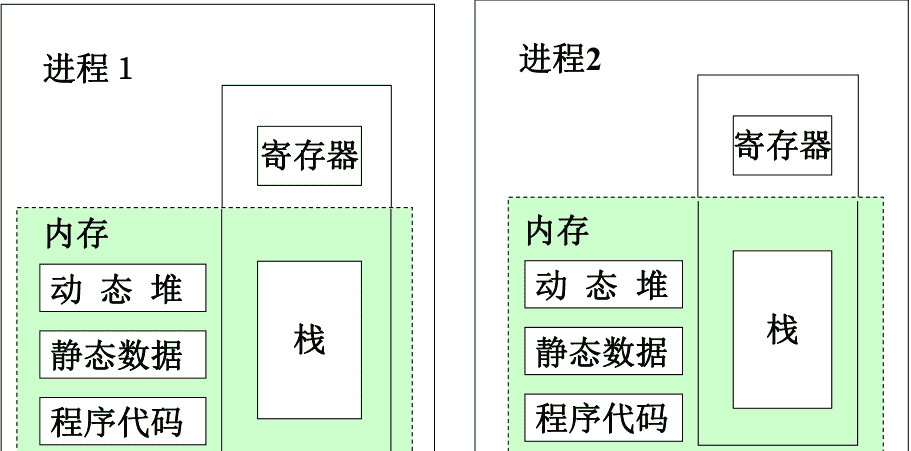 进程 1
寄存器
内存
动 态 堆
静态数据
程序代码
栈
进程2
寄存器
内存
动 态 堆
静态数据
程序代码
栈